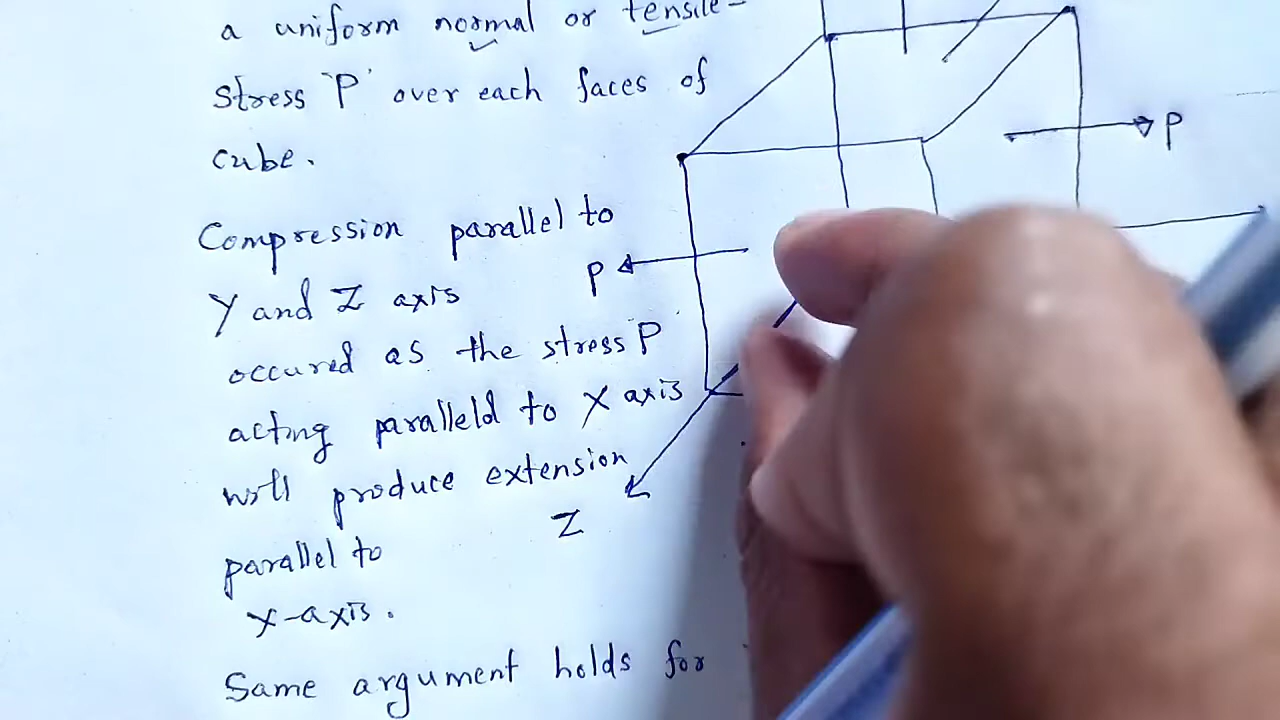 a uniform normal or tensile-
stress 'P' over each faces of
cube.
Compression parallel to
Y and Z axis
occured as the stress P
acting paralleld to X axis
will produce extension
parallel to
X-axis.
Same argument holds for
P
P
Z